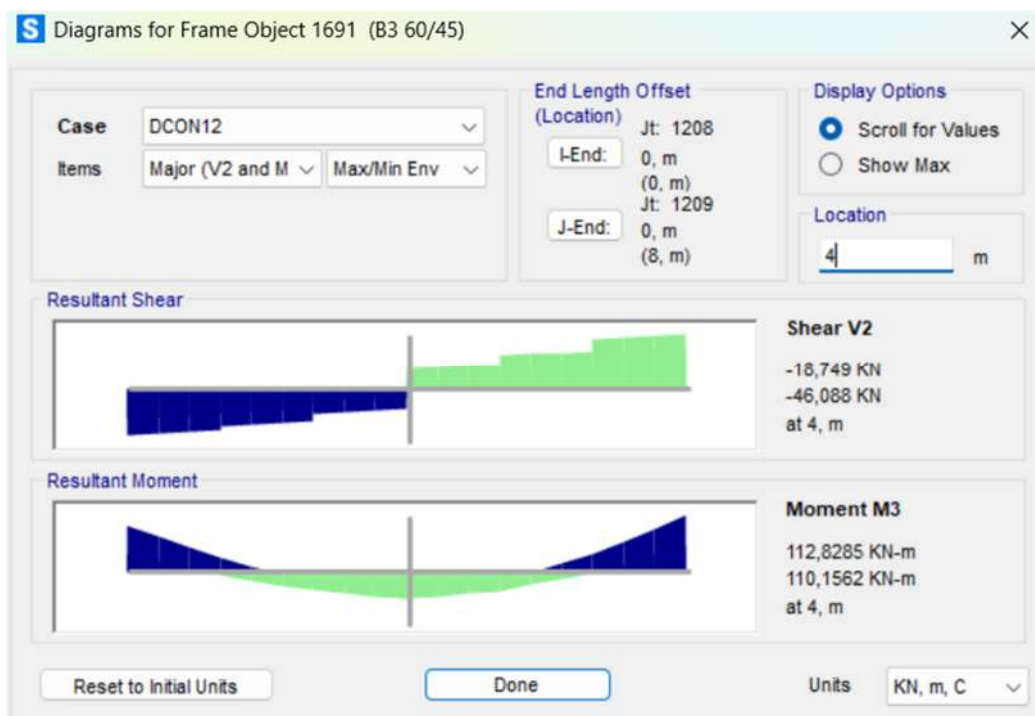 S Diagrams for Frame Object 1691 (B3 60/45)
Case DCON12
Items Major (V2 and M Max/Min Env
End Length Offset
(Location)
Jt: 1208
I-End: 0, m
(0, m)
Jt: 1209
J-End: 0, m
(8, m)
Display Options
Scroll for Values
Show Max
Location
4 m
Resultant Shear
Shear V2
-18,749 KN
-46,088 KN
at 4, m
Resultant Moment
Moment M3
112,8285 KN-m
110,1562 KN-m
at 4, m
Reset to Initial Units Done Units KN, m, C